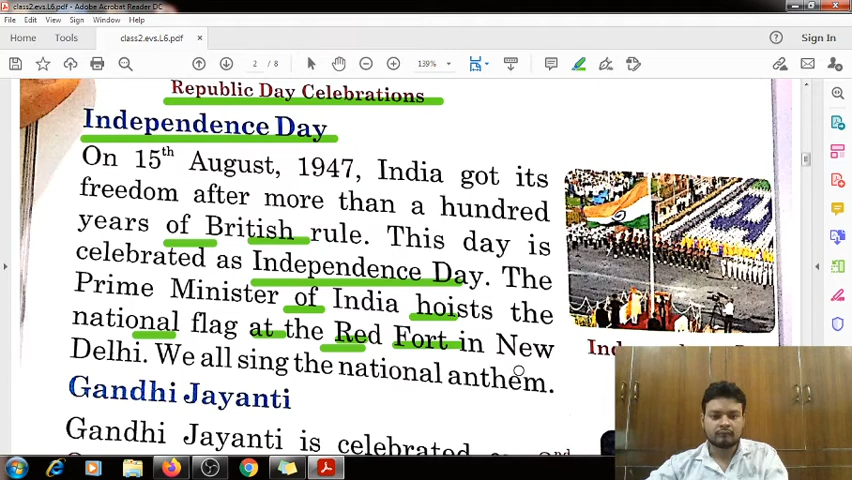 class2.evs.L6.pdf - Adobe Acrobat Reader DC
File Edit View Sign Window Help
Home Tools class2.evs.L6.pdf × Sign In
2 / 8 139%
Republic Day Celebrations
Independence Day
On 15th August, 1947, India got its
freedom after more than a hundred
years of British rule. This day is
celebrated as Independence Day. The
Prime Minister of India hoists the
national flag at the Red Fort in New
Delhi. We all sing the national anthem.
Gandhi Jayanti
Gandhi Jayanti is celebrated